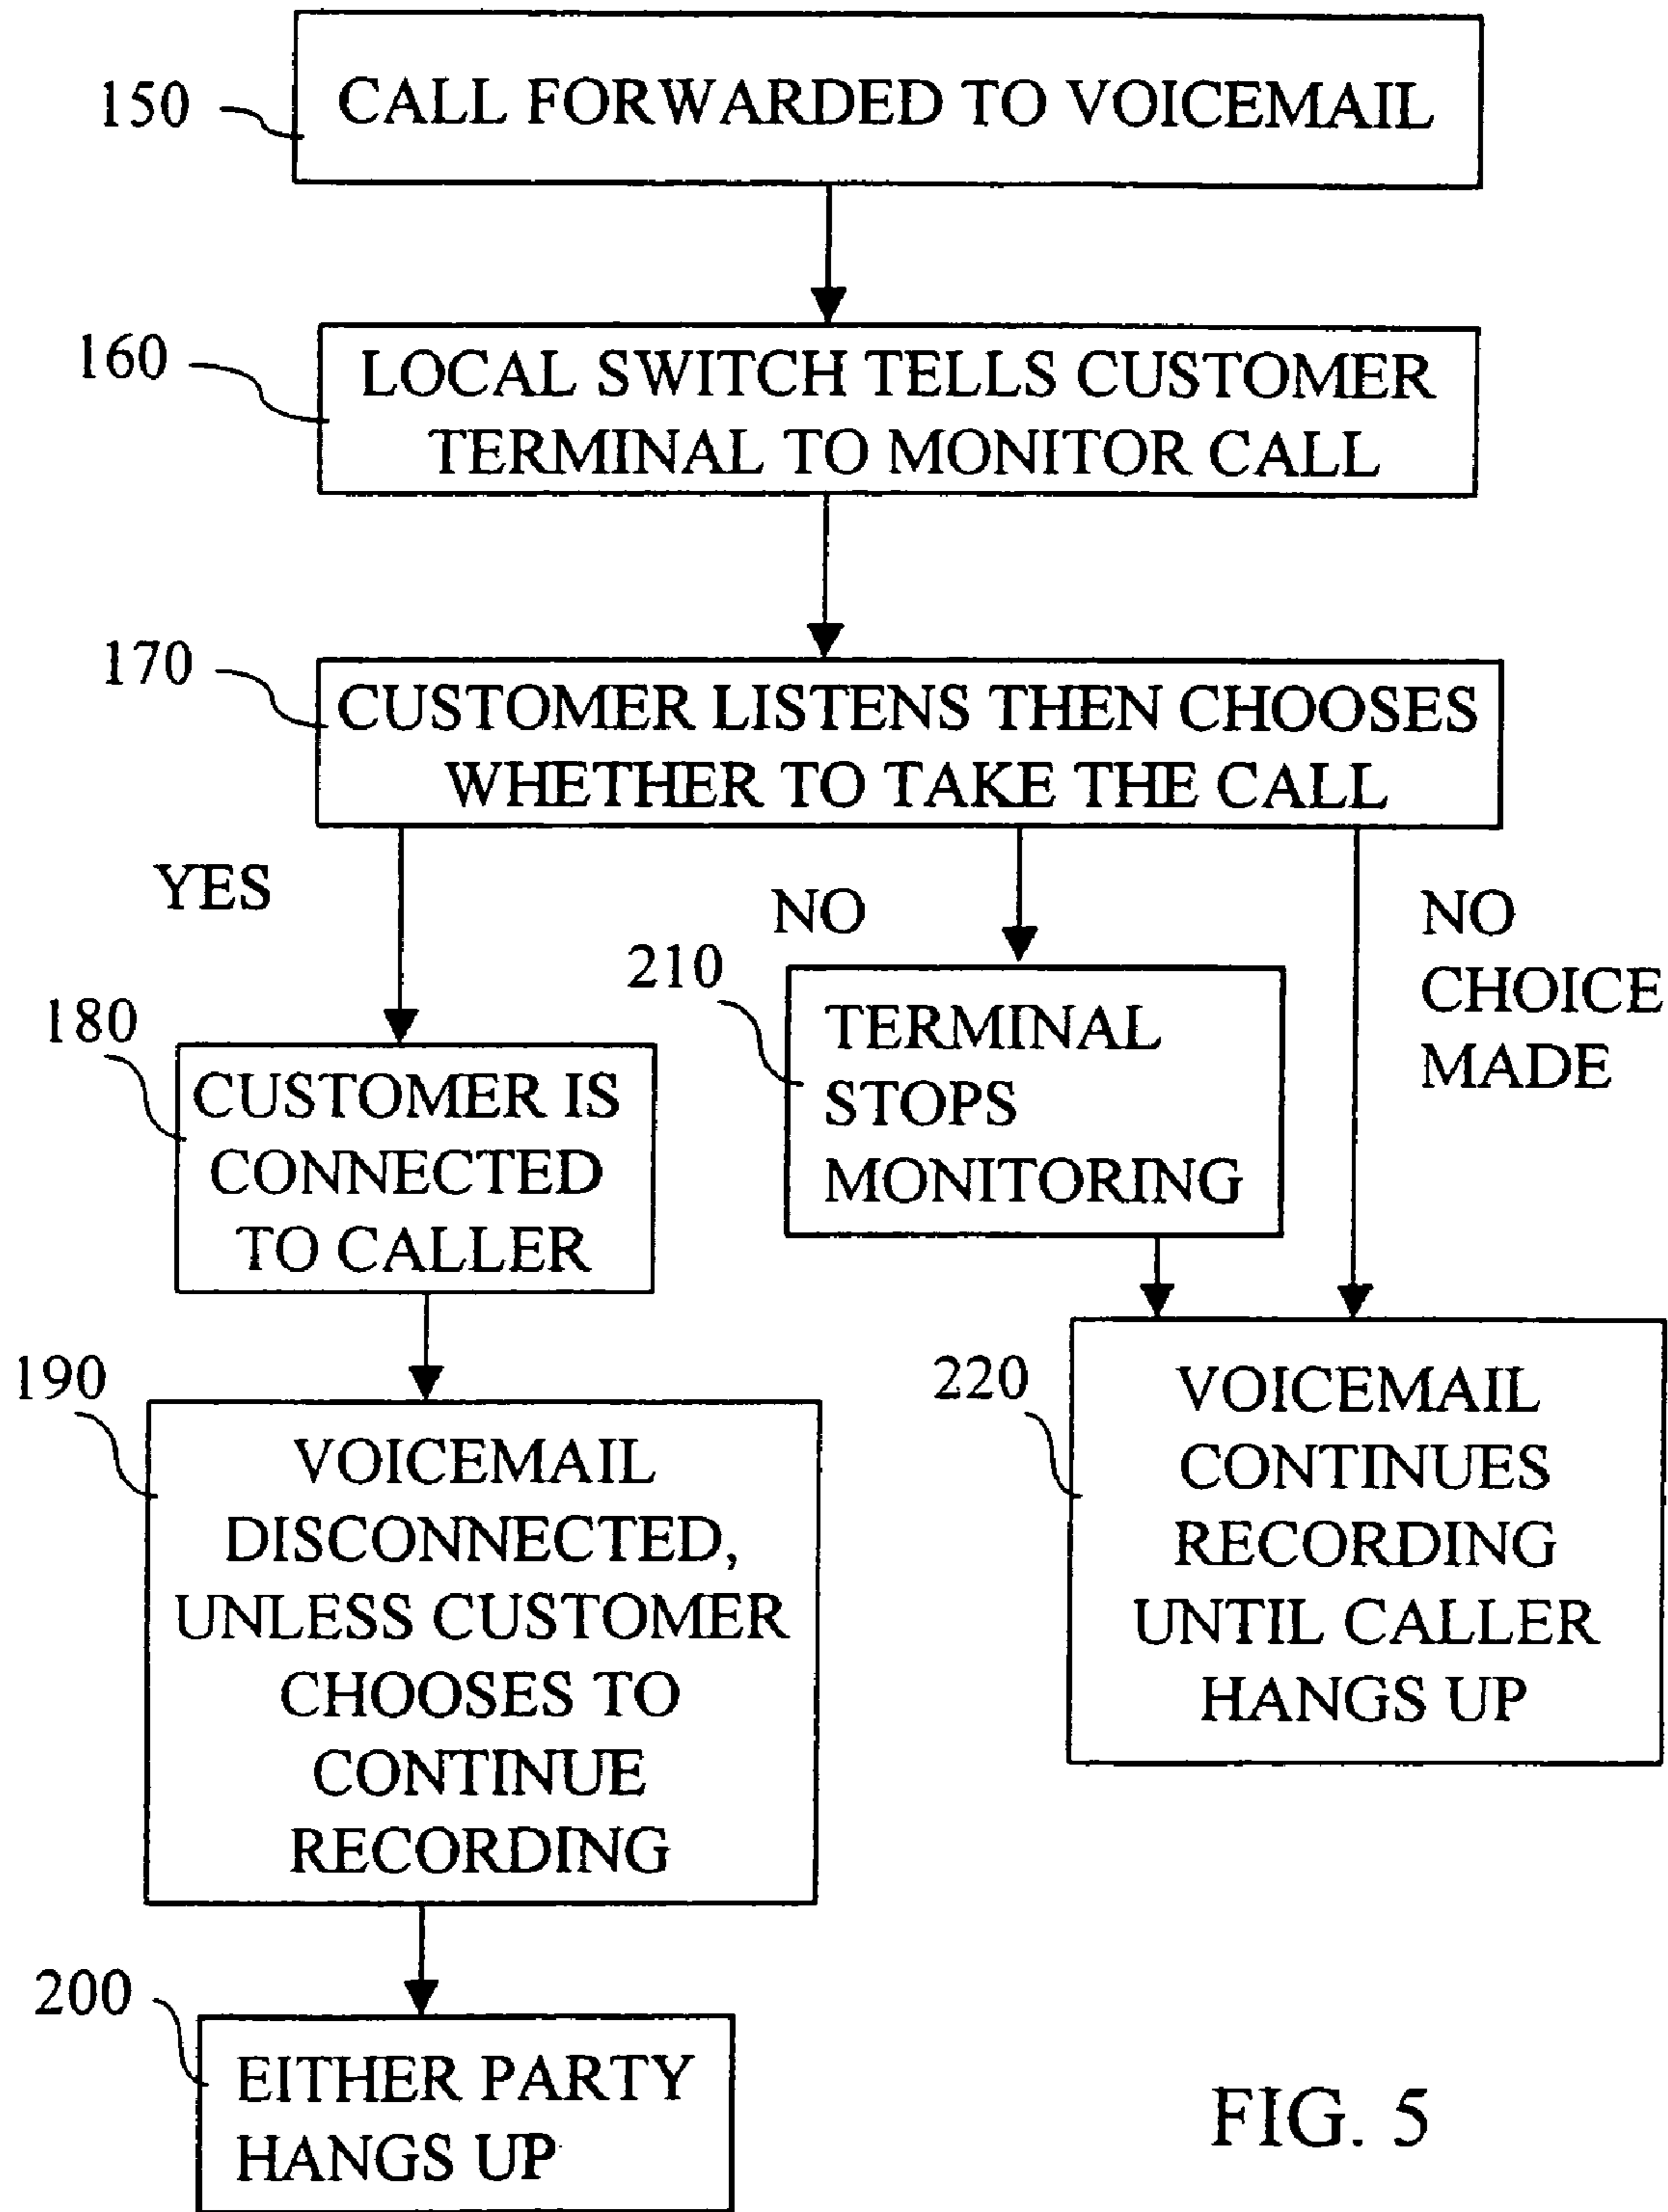 150
CALL FORWARDED TO VOICEMAIL
160
LOCAL SWITCH TELLS CUSTOMER
TERMINAL TO MONITOR CALL
170
CUSTOMER LISTENS THEN CHOOSES
WHETHER TO TAKE THE CALL
YES
NO
NO
CHOICE
MADE
180
CUSTOMER IS
CONNECTED
TO CALLER
210
TERMINAL
STOPS
MONITORING
190
VOICEMAIL
DISCONNECTED,
UNLESS CUSTOMER
CHOOSES TO
CONTINUE
RECORDING
220
VOICEMAIL
CONTINUES
RECORDING
UNTIL CALLER
HANGS UP
200
EITHER PARTY
HANGS UP
FIG. 5